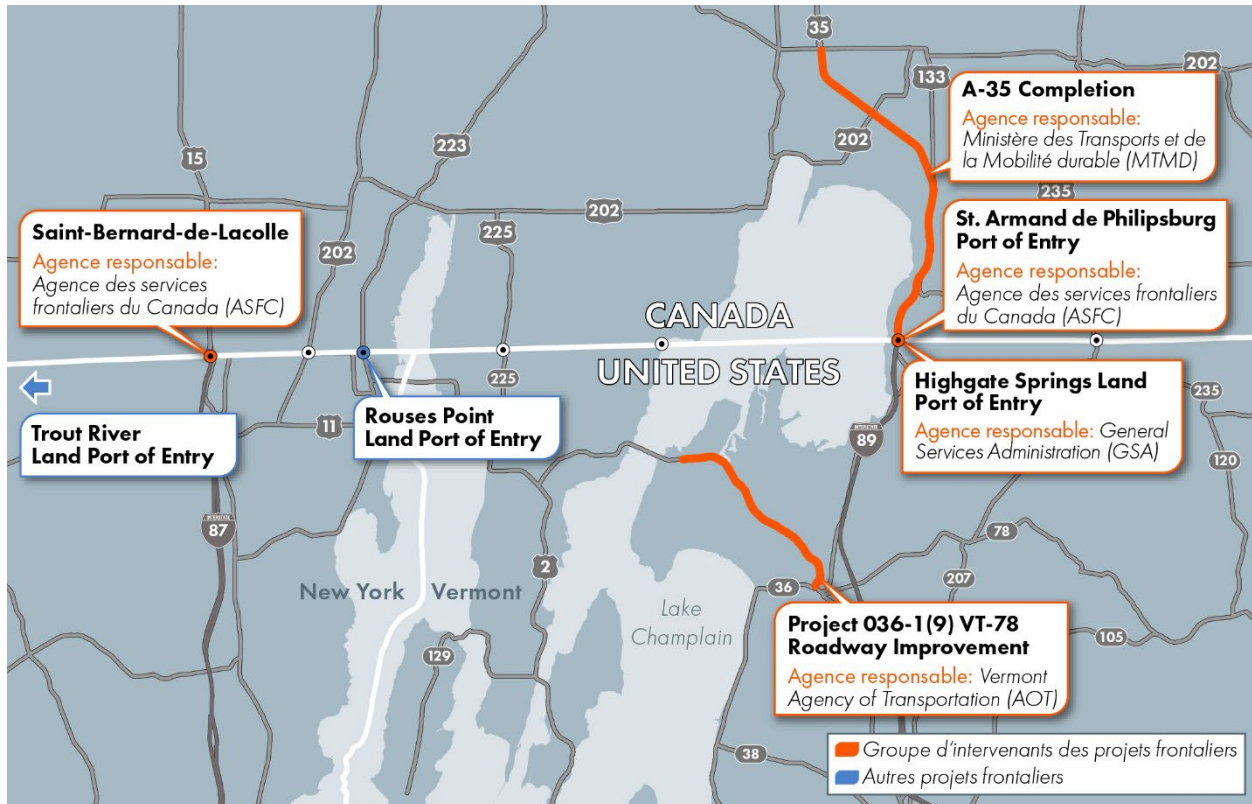 35
202
133
A-35 Completion
Agence responsable:
Ministère des Transports et de
la Mobilité durable (MTMD)
15
223
202
235
Saint-Bernard-de-Lacolle
Agence responsable:
Agence des services
frontaliers du Canada (ASFC)
202
225
202
St. Armand de Philipsburg
Port of Entry
Agence responsable:
Agence des services frontaliers
du Canada (ASFC)
CANADA
UNITED STATES
Trout River
Land Port of Entry
11
Rouses Point
Land Port of Entry
225
INTERSTATE
89
Highgate Springs Land
Port of Entry
Agence responsable: General
Services Administration (GSA)
235
120
INTERSTATE
87
2
78
207
New York
Vermont
36
Lake
Champlain
Project 036-1(9) VT-78
Roadway Improvement
Agence responsable: Vermont
Agency of Transportation (AOT)
105
129
38
Groupe d'intervenants des projets frontaliers
Autres projets frontaliers